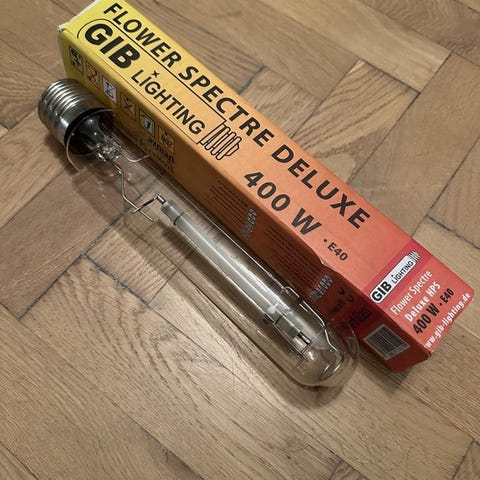 FLOWER SPECTRE DELUXE
GIB LIGHTING
400 W • E40
GIB LIGHTING
Flower Spectre
Deluxe HPS
400 W • E40
www.gib-lighting.de